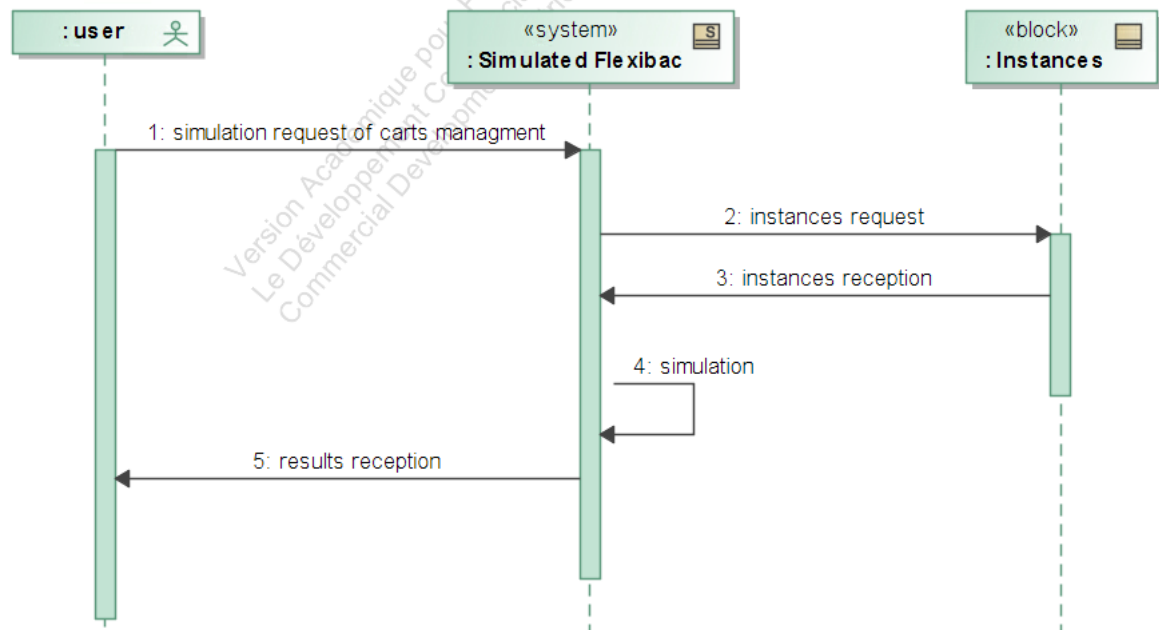 : user
«system»
: Simulated Flexibac
S
«block»
: Instances
1: simulation request of carts managment
2: instances request
3: instances reception
4: simulation
5: results reception
Version Académique pour
Le Développement
Commercial Developm